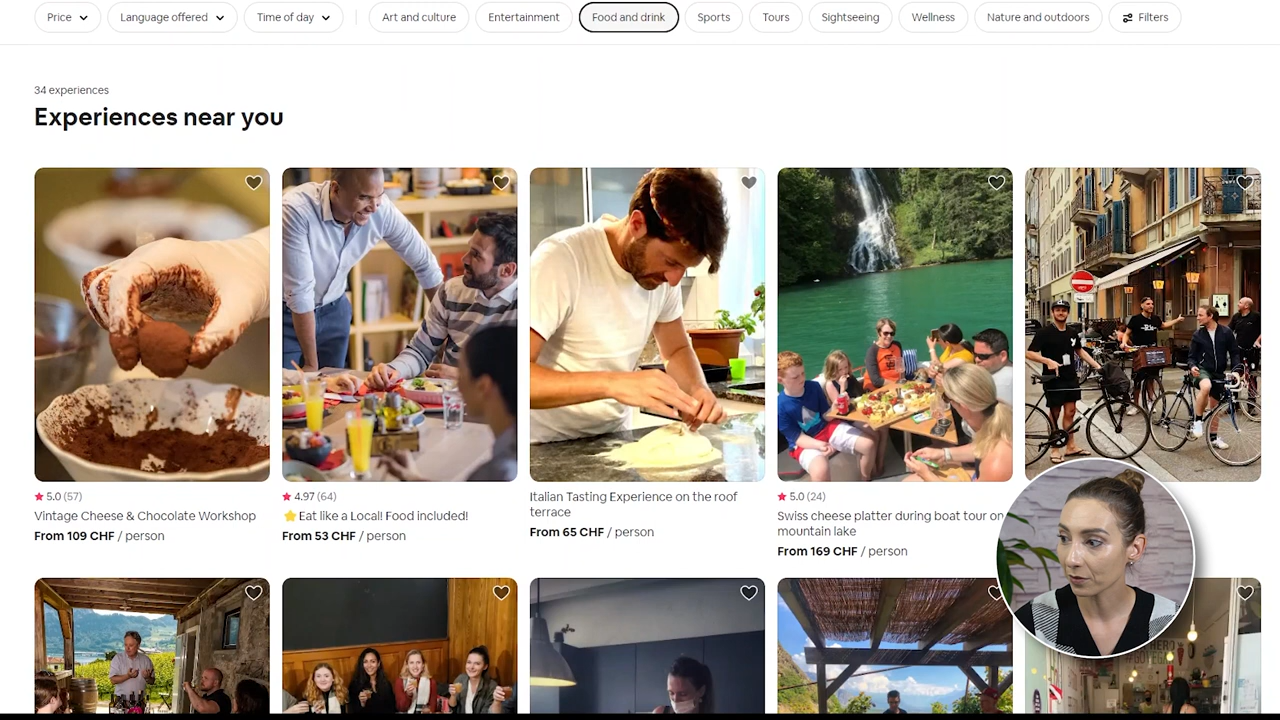 Price
Language offered
Time of day
Art and culture
Entertainment
Food and drink
Sports
Tours
Sightseeing
Wellness
Nature and outdoors
Filters
34 experiences
Experiences near you
5.0 (57)
Vintage Cheese & Chocolate Workshop
From 109 CHF / person
4.97 (64)
⭐Eat like a Local! Food included!
From 53 CHF / person
Italian Tasting Experience on the roof
terrace
From 65 CHF / person
5.0 (24)
Swiss cheese platter during boat tour on
mountain lake
From 169 CHF / person